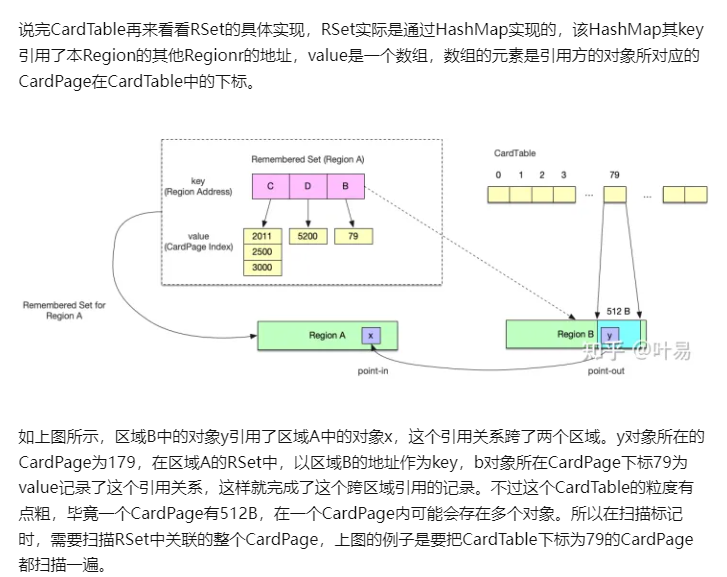 说完CardTable再来看看RSet的具体实现，RSet实际是通过HashMap实现的，该HashMap其key
引用了本Region的其他Regionr的地址，value是一个数组，数组的元素是引用方的对象所对应的
CardPage在CardTable中的下标。
Remembered Set (Region A)
CardTable
key
(Region Address)
C D B
0 1 2 3 ... 79 ...
value
(CardPage Index)
2011 5200 79
2500
3000
Remembered Set for
Region A
512 B
Region A x
Region B y
知乎 @叶易
point-in
point-out
如上图所示，区域B中的对象y引用了区域A中的对象x，这个引用关系跨了两个区域。y对象所在的
CardPage为179，在区域A的RSet中，以区域B的地址作为key，b对象所在CardPage下标79为
value记录了这个引用关系，这样就完成了这个跨区域引用的记录。不过这个CardTable的粒度有
点粗，毕竟一个CardPage有512B，在一个CardPage内可能会存在多个对象。所以在扫描标记
时，需要扫描RSet中关联的整个CardPage，上图的例子是要把CardTable下标为79的CardPage
都扫描一遍。